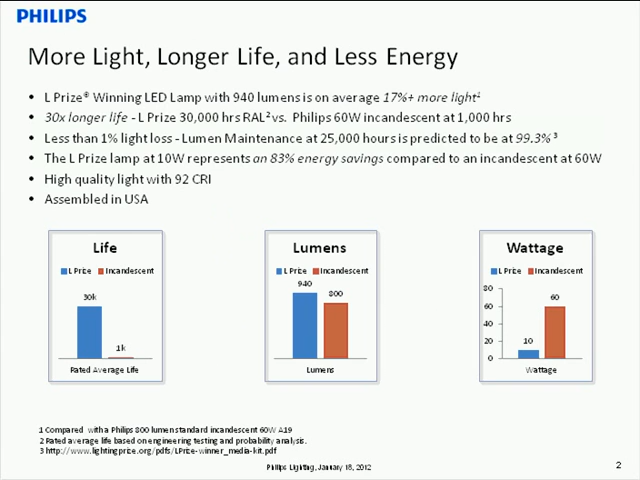 PHILIPS
More Light, Longer Life, and Less Energy
• L Prize® Winning LED Lamp with 940 lumens is on average 17%+ more light¹
• 30x longer life - L Prize 30,000 hrs RAL² vs. Philips 60W incandescent at 1,000 hrs
• Less than 1% light loss - Lumen Maintenance at 25,000 hours is predicted to be at 99.3% ³
• The L Prize lamp at 10W represents an 83% energy savings compared to an incandescent at 60W
• High quality light with 92 CRI
• Assembled in USA
Life
L Prize Incandescent
30k
1k
Rated Average Life
Lumens
L Prize Incandescent
940
800
Lumens
Wattage
L Prize Incandescent
80
60
40
20
0
10
60
Wattage
1 Compared with a Philips 800 lumen standard incandescent 60W A19
2 Rated average life based on engineering testing and probability analysis.
3 http://www.lightingprize.org/pdfs/LPrize-winner_media-kit.pdf
Philips Lighting, January 18, 2012
2